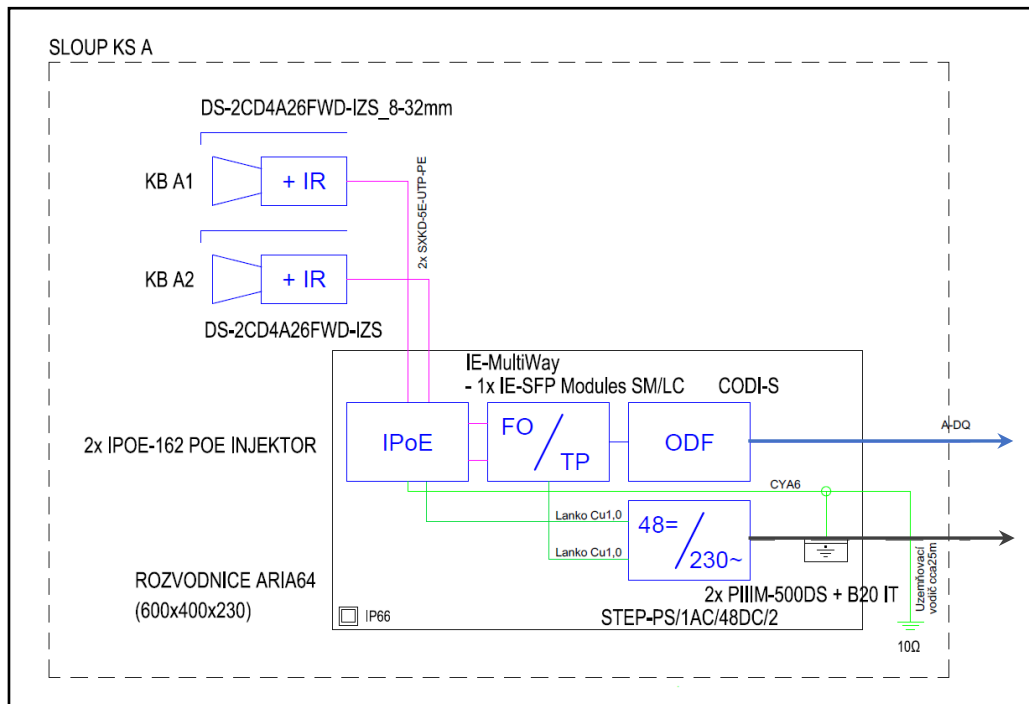 SLOUP KS A
DS-2CD4A26FWD-IZS_8-32mm
KB A1
+ IR
2x SXKD-5E-UTP-PE
KB A2
+ IR
DS-2CD4A26FWD-IZS
IE-MultiWay
- 1x IE-SFP Modules SM/LC
CODI-S
2x IPOE-162 POE INJEKTOR
IPoE
FO
/
TP
ODF
A-DQ
CYA6
Lanko Cu1,0
Lanko Cu1,0
48=
/
230~
Uzemňovací
vodič cca25m
ROZVODNICE ARIA64
(600x400x230)
2x PIIIM-500DS + B20 IT
IP66
STEP-PS/1AC/48DC/2
10Ω